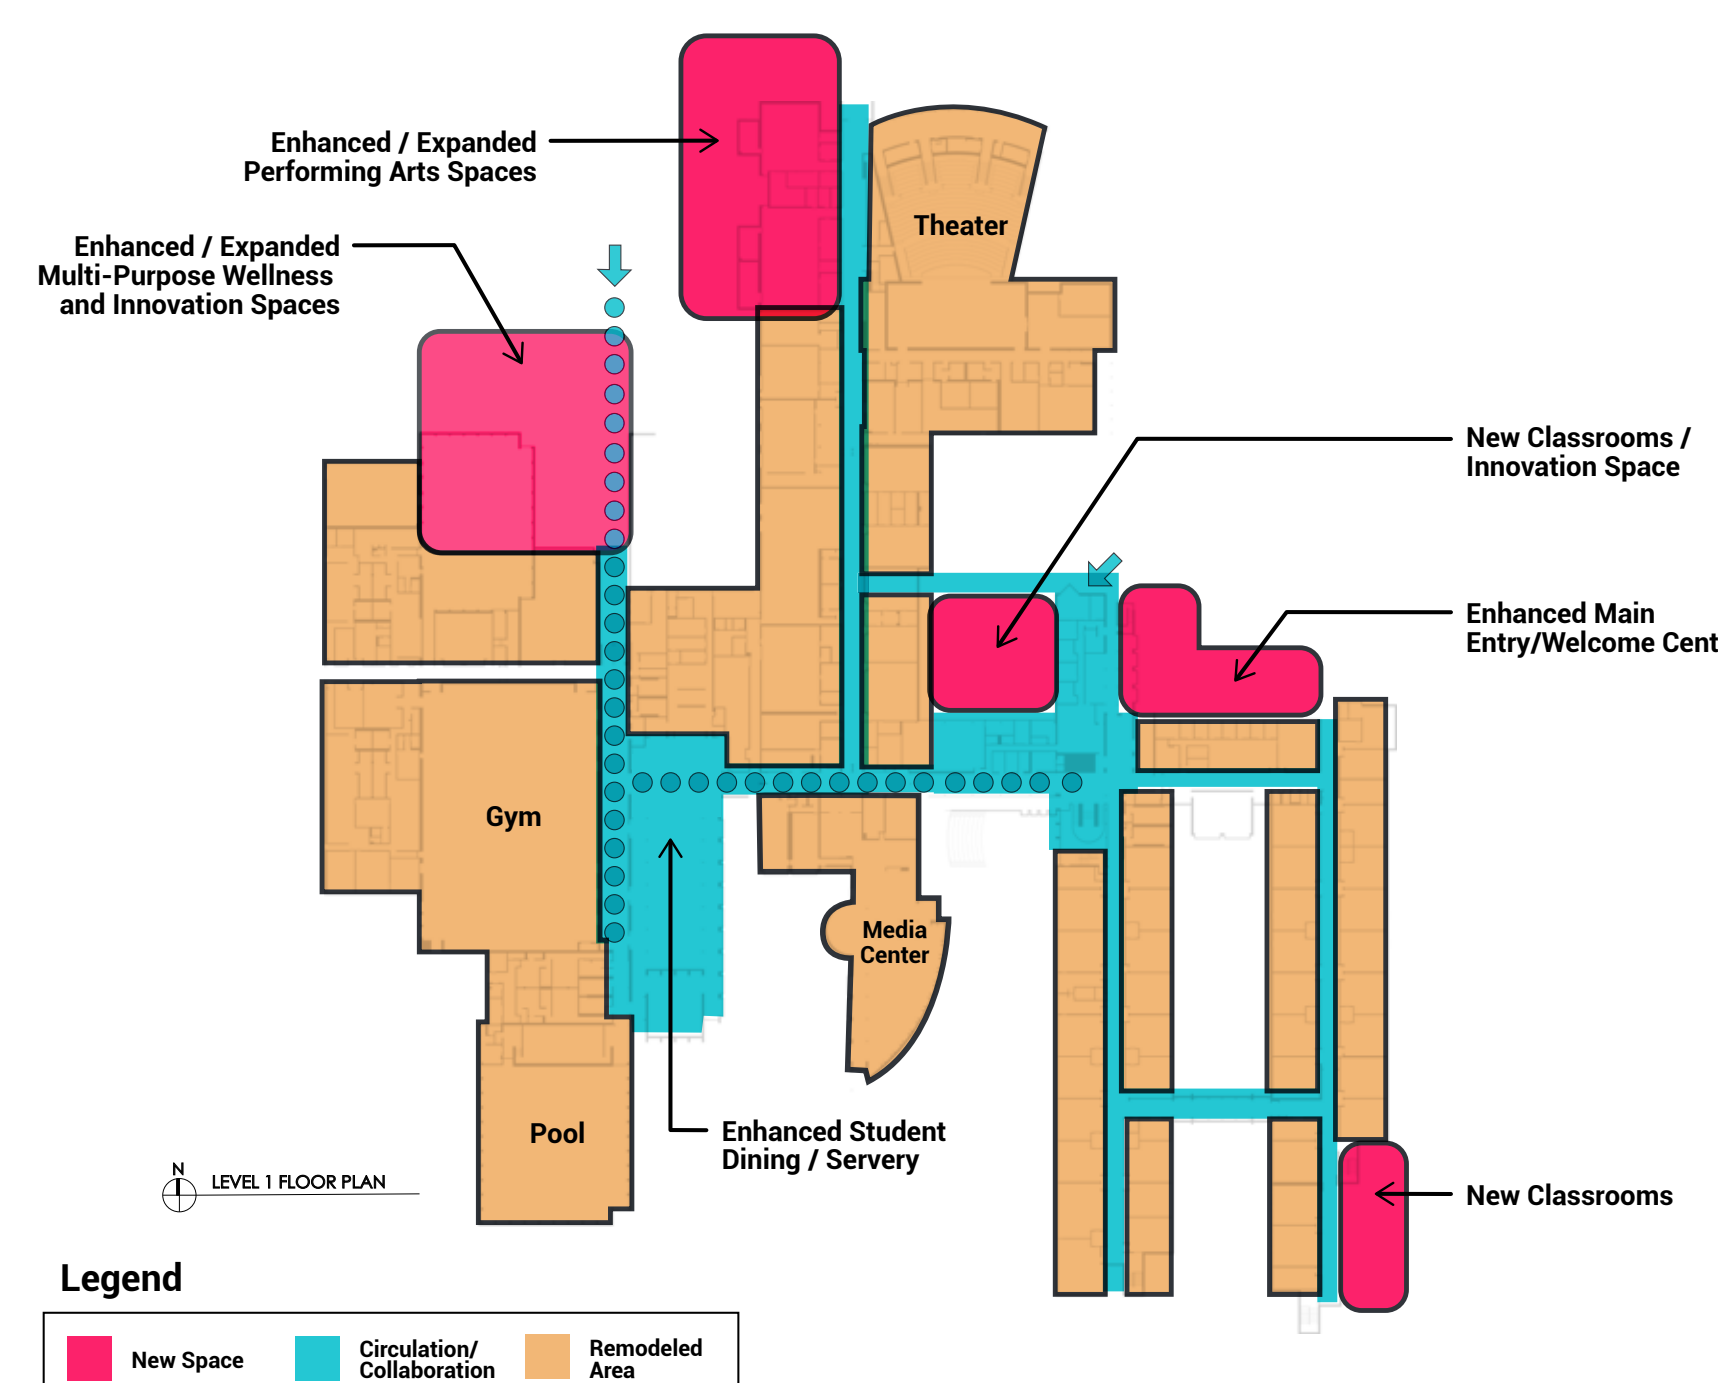 Enhanced / Expanded
Performing Arts Spaces
Enhanced / Expanded
Multi-Purpose Wellness
and Innovation Spaces
Theater
New Classrooms /
Innovation Space
Enhanced Main
Entry/Welcome Cent
Gym
Media
Center
Pool
Enhanced Student
Dining / Servery
New Classrooms
N
LEVEL 1 FLOOR PLAN
Legend
New Space
Circulation/
Collaboration
Remodeled
Area